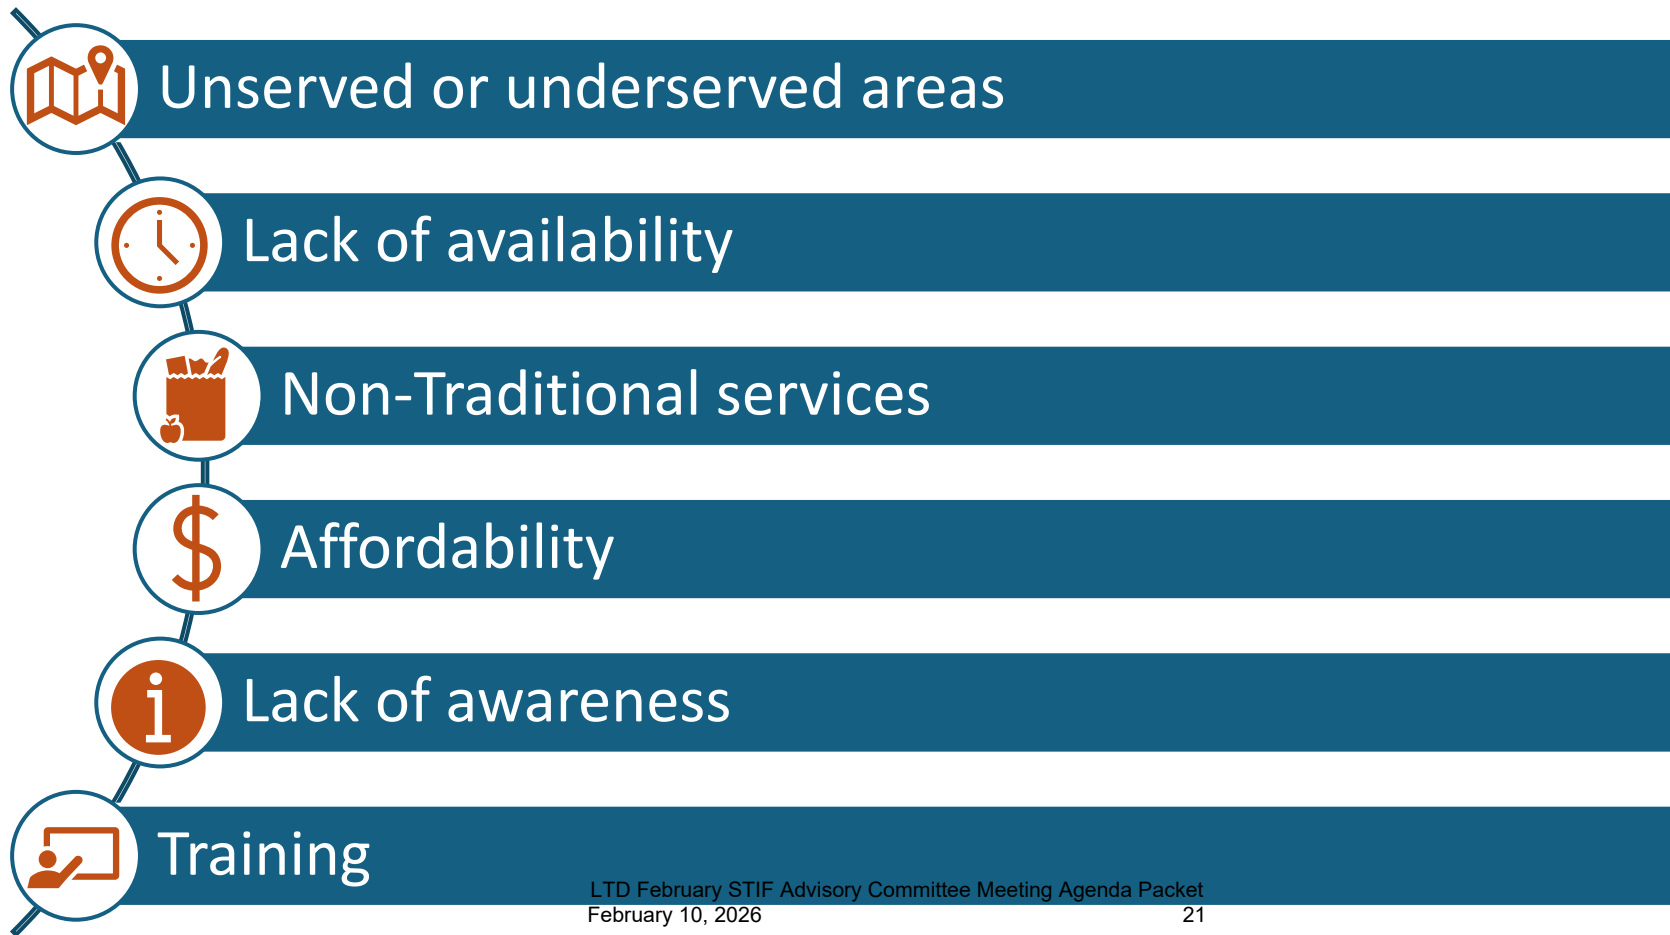 Unserved or underserved areas
Lack of availability
Non-Traditional services
Affordability
Lack of awareness
Training
LTD February STIF Advisory Committee Meeting Agenda Packet
February 10, 2026 21